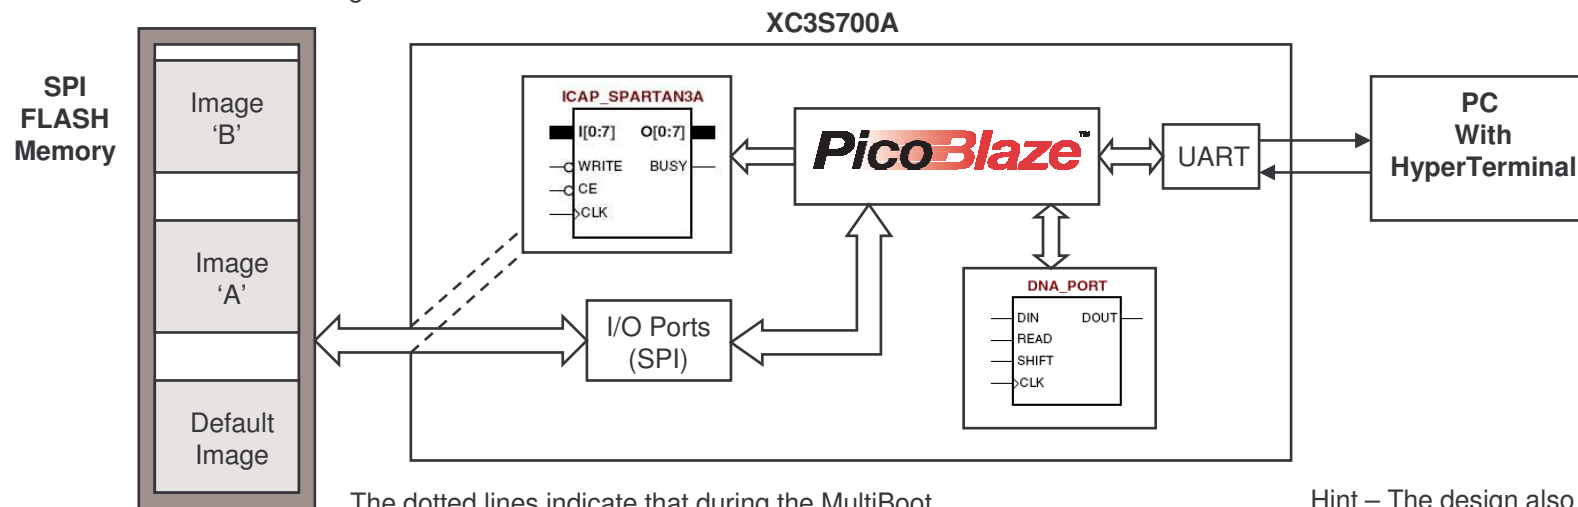 XC3S700A
SPI
FLASH
Memory
Image
‘B’
Image
‘A’
Default
Image
ICAP_SPARTAN3A
I[0:7] O[0:7]
WRITE BUSY
CE
CLK
PicoBlaze™
UART
PC
With
HyperTerminal
I/O Ports
(SPI)
DNA_PORT
DIN DOUT
READ
SHIFT
CLK
The dotted lines indicate that during the MultiBoot
Hint – The design also